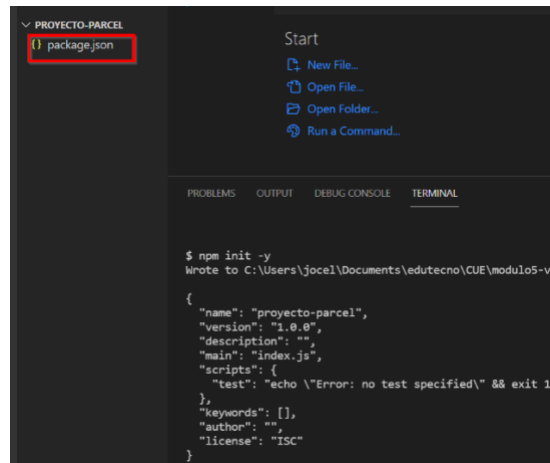 PROYECTO-PARCEL
{} package.json
Start
New File...
Open File...
Open Folder...
Run a Command...
PROBLEMS OUTPUT DEBUG CONSOLE TERMINAL
$ npm init -y
Wrote to C:\Users\jocel\Documents\edutecno\CUE\modulo5-v
{
"name": "proyecto-parcel",
"version": "1.0.0",
"description": "",
"main": "index.js",
"scripts": {
"test": "echo \"Error: no test specified\" && exit 1
},
"keywords": [],
"author": "",
"license": "ISC"
}